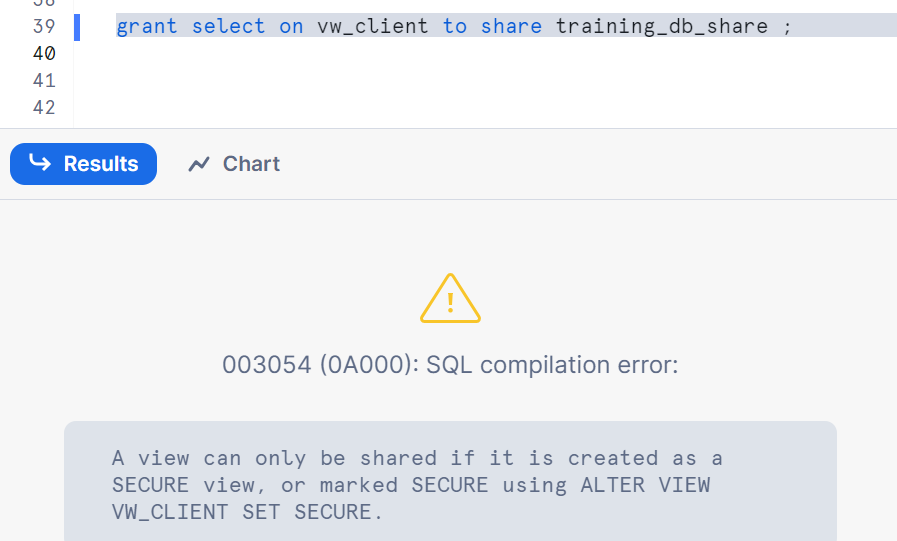 38
39 grant select on vw_client to share training_db_share ;
40
41
42
Results Chart
003054 (0A000): SQL compilation error:
A view can only be shared if it is created as a
SECURE view, or marked SECURE using ALTER VIEW
VW_CLIENT SET SECURE.